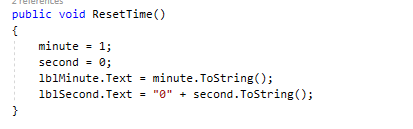 2 references
public void ResetTime()
{
minute = 1;
second = 0;
lblMinute.Text = minute.ToString();
lblSecond.Text = "0" + second.ToString();
}